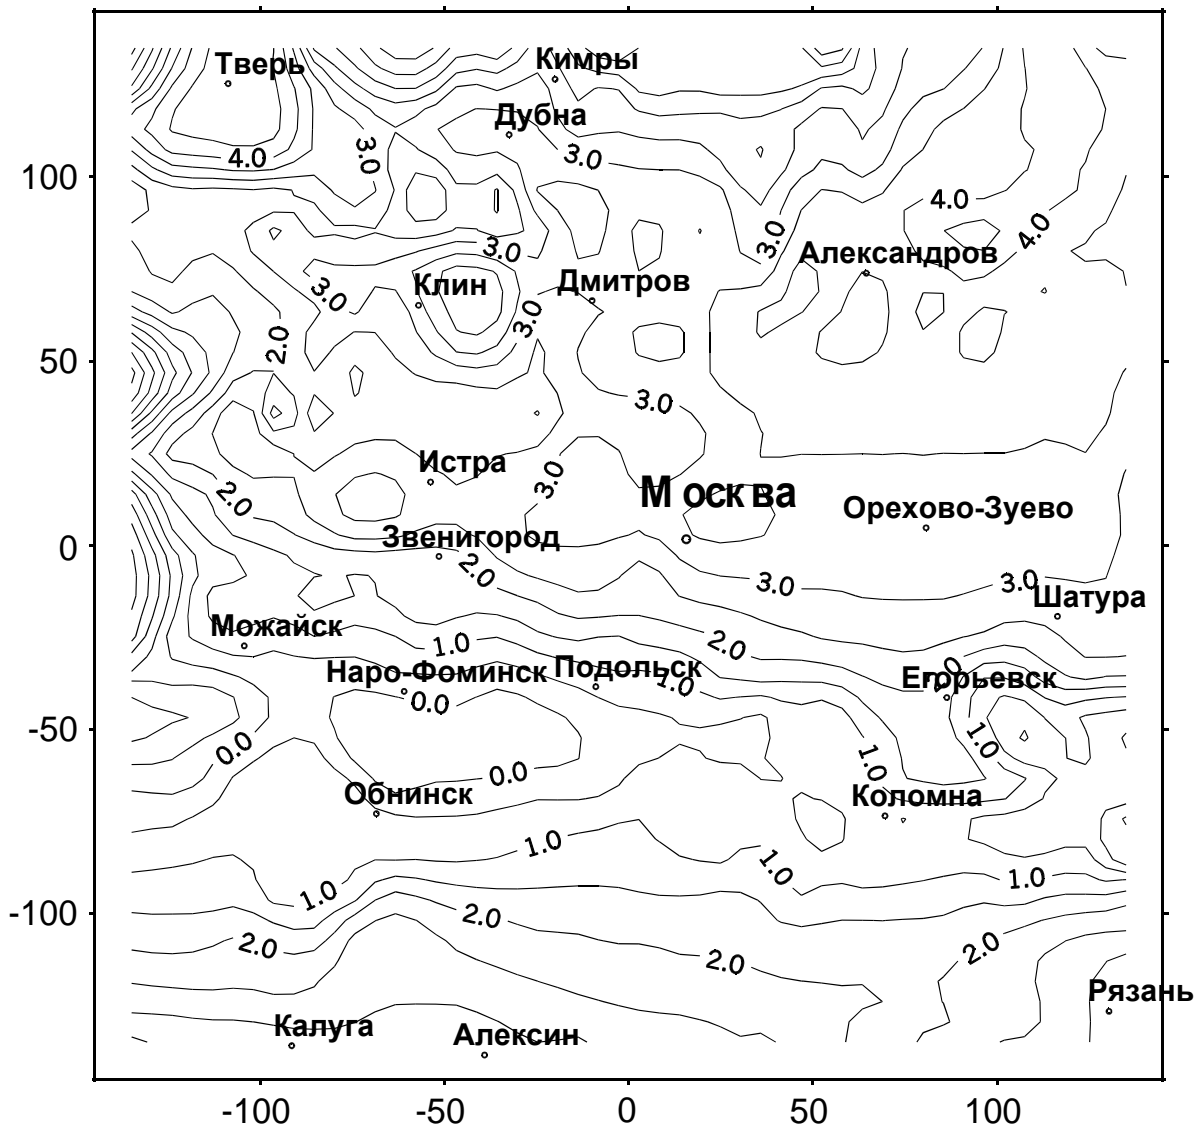 Тверь
Кимры
Дубна
4.0
3.0
3.0
100
4.0
4.0
3.0
3.0
Александров
Клин
Дмитров
3.0
3.0
2.0
50
3.0
Истра
3.0
2.0
Москва
Орехово-Зуево
Звенигород
0
2.0
3.0
3.0
Шатура
Можайск
1.0
2.0
Наро-Фоминск
Подольск
1.0
Егорьевск
0.0
-50
0.0
1.0
1.0
0.0
Обнинск
Коломна
1.0
1.0
1.0
1.0
-100
2.0
2.0
2.0
2.0
Рязань
Калуга
Алексин
-100
-50
0
50
100